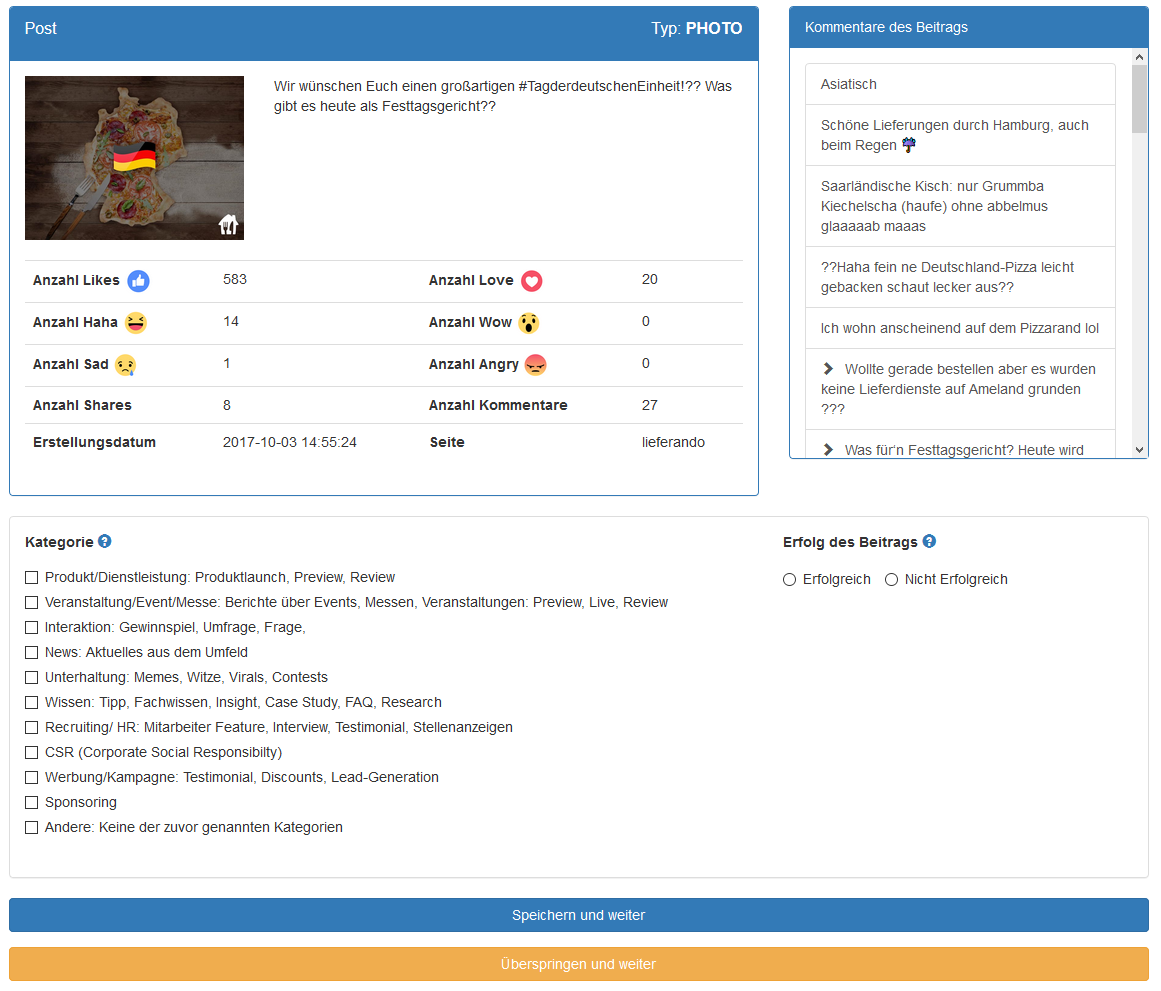 Post
Typ: PHOTO
Wir wünschen Euch einen großartigen #TagderdeutschenEinheit!?? Was
gibt es heute als Festtagsgericht??
Anzahl Likes 583 Anzahl Love 20
Anzahl Haha 14 Anzahl Wow 0
Anzahl Sad 1 Anzahl Angry 0
Anzahl Shares 8 Anzahl Kommentare 27
Erstellungsdatum 2017-10-03 14:55:24 Seite lieferando
Kommentare des Beitrags
Asiatisch
Schöne Lieferungen durch Hamburg, auch
beim Regen
Saarländische Kisch: nur Grummba
Kiechelscha (haufe) ohne abbelmus
glaaaaab maaas
??Haha fein ne Deutschland-Pizza leicht
gebacken schaut lecker aus??
Ich wohn anscheinend auf dem Pizzarand lol
Wollte gerade bestellen aber es wurden
keine Lieferdienste auf Ameland grunden
???
Was für'n Festtagsgericht? Heute wird
Kategorie
Produkt/Dienstleistung: Produktlaunch, Preview, Review
Veranstaltung/Event/Messe: Berichte über Events, Messen, Veranstaltungen: Preview, Live, Review
Interaktion: Gewinnspiel, Umfrage, Frage,
News: Aktuelles aus dem Umfeld
Unterhaltung: Memes, Witze, Virals, Contests
Wissen: Tipp, Fachwissen, Insight, Case Study, FAQ, Research
Recruiting/ HR: Mitarbeiter Feature, Interview, Testimonial, Stellenanzeigen
CSR (Corporate Social Responsibilty)
Werbung/Kampagne: Testimonial, Discounts, Lead-Generation
Sponsoring
Andere: Keine der zuvor genannten Kategorien
Erfolg des Beitrags
Erfolgreich Nicht Erfolgreich
Speichern und weiter
Überspringen und weiter